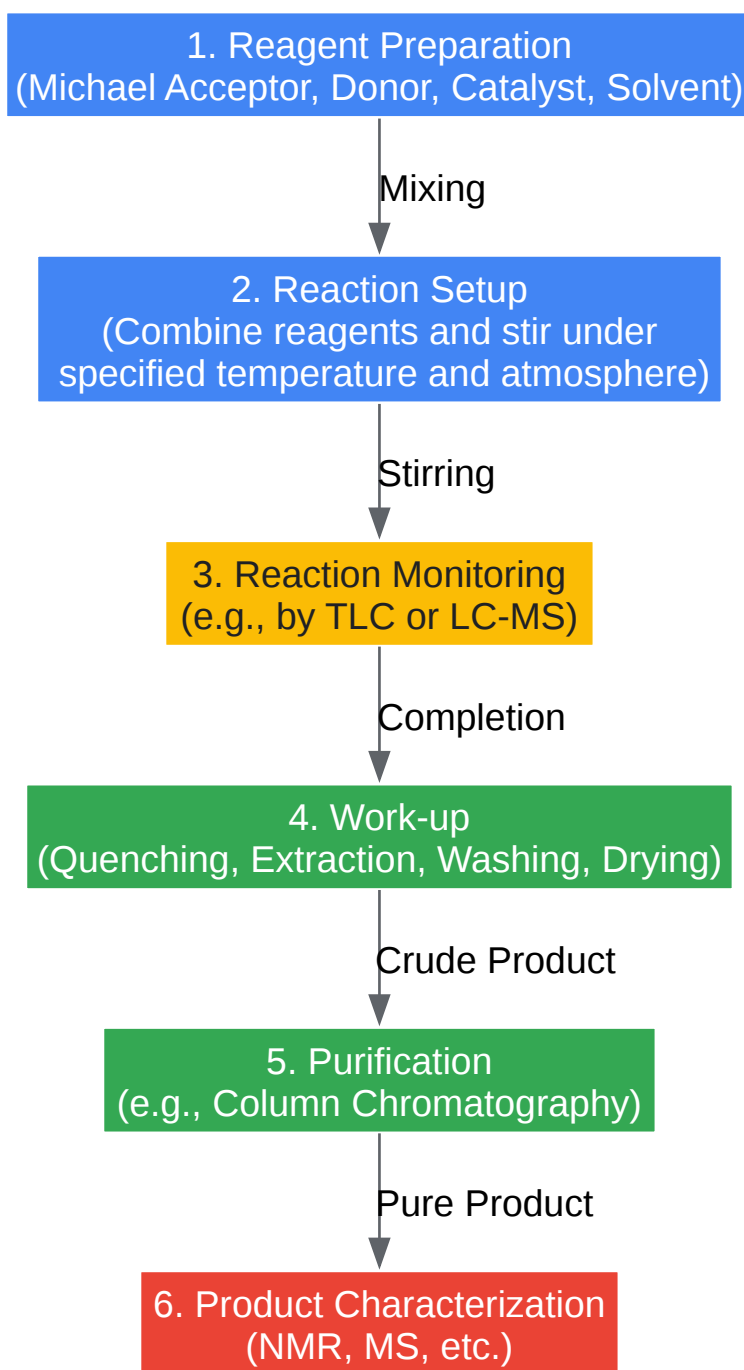 1. Reagent Preparation
(Michael Acceptor, Donor, Catalyst, Solvent)
Mixing
2. Reaction Setup
(Combine reagents and stir under
specified temperature and atmosphere)
Stirring
3. Reaction Monitoring
(e.g., by TLC or LC-MS)
Completion
4. Work-up
(Quenching, Extraction, Washing, Drying)
Crude Product
5. Purification
(e.g., Column Chromatography)
Pure Product
6. Product Characterization
(NMR, MS, etc.)